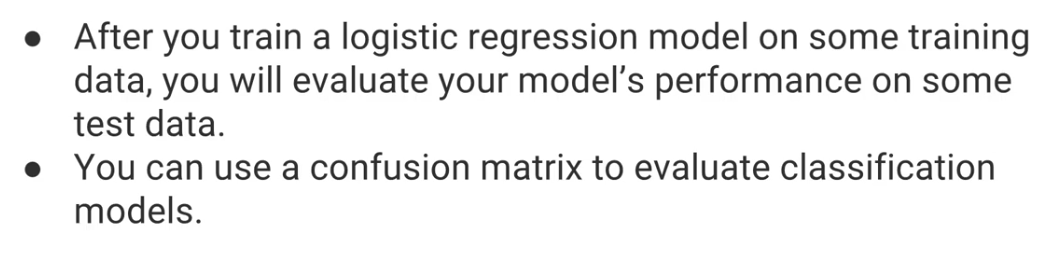 ● After you train a logistic regression model on some training
data, you will evaluate your model’s performance on some
test data.
● You can use a confusion matrix to evaluate classification
models.